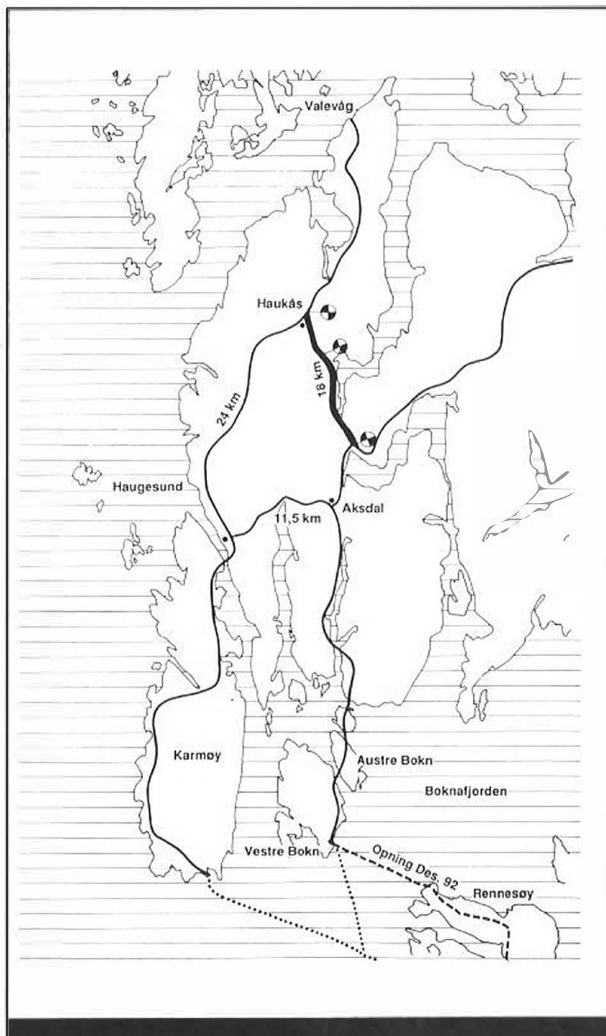 Valevåg
Haukås
18 km
24 km
Haugesund
Aksdal
11,5 km
Karmøy
Austre Bokn
Boknafjorden
Vestre Bokn
Opning Des. 92
Rennesøy